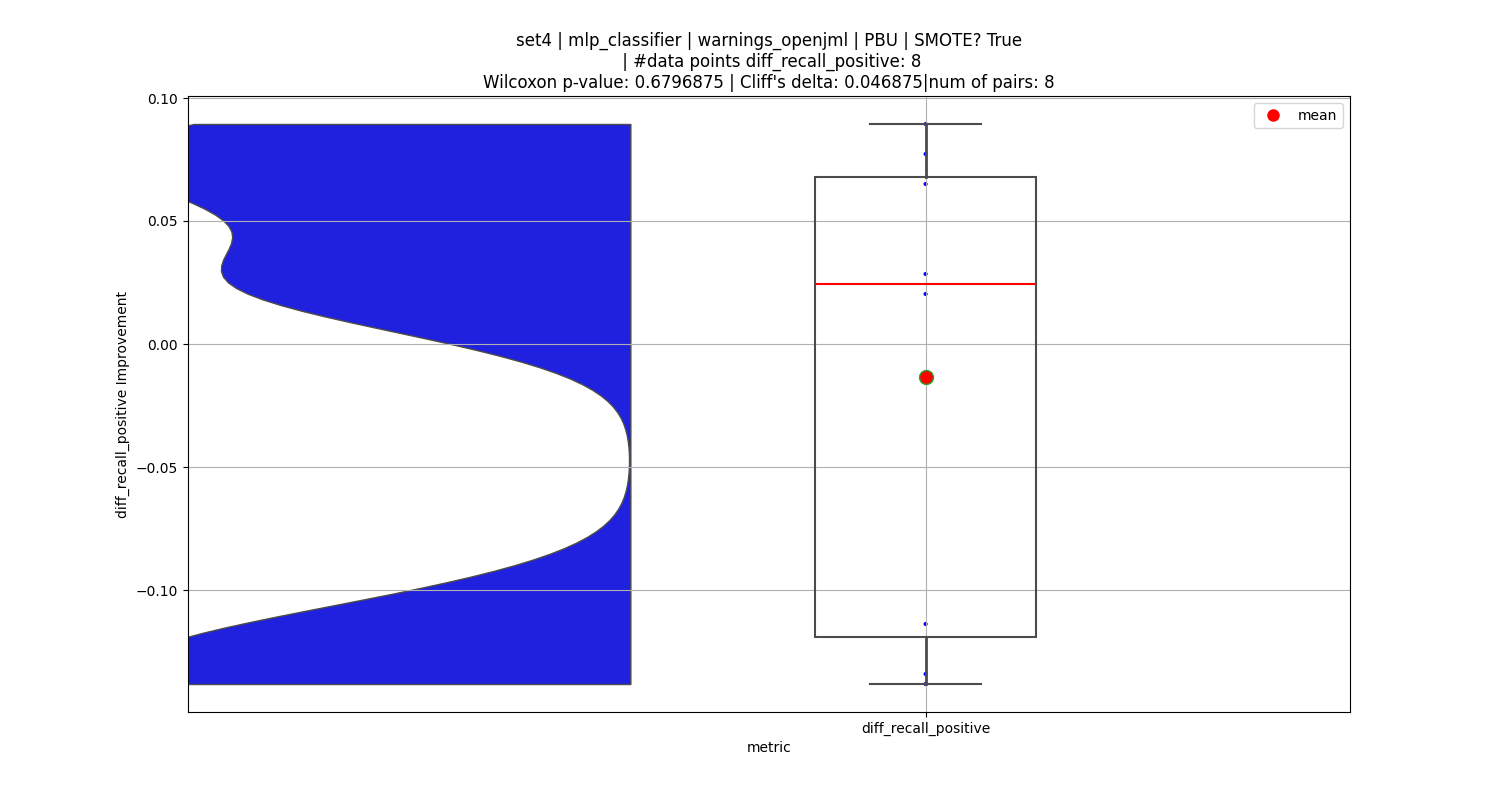 set4 | mlp_classifier | warnings_openjml | PBU | SMOTE? True
| #data points diff_recall_positive: 8
Wilcoxon p-value: 0.6796875 | Cliff's delta: 0.046875|num of pairs: 8
mean
0.10
0.05
0.00
−0.05
−0.10
diff_recall_positive Improvement
diff_recall_positive
metric